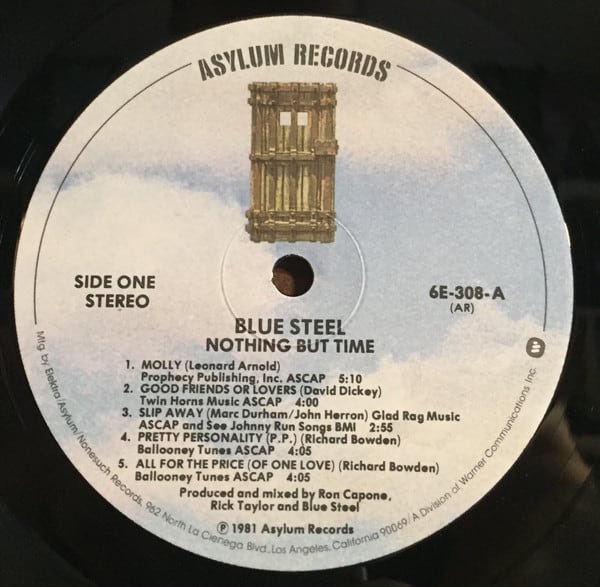 ASYLUM RECORDS
SIDE ONE
STEREO
6E-308-A
(AR)
BLUE STEEL
NOTHING BUT TIME
1. MOLLY (Leonard Arnold)
Prophecy Publishing, Inc. ASCAP 5:10
2. GOOD FRIENDS OR LOVERS (David Dickey)
Twin Horns Music ASCAP 4:00
3. SLIP AWAY (Marc Durham/John Herron) Glad Rag Music
ASCAP and See Johnny Run Songs BMI 2:55
4. PRETTY PERSONALITY (P.P.) (Richard Bowden)
Ballooney Tunes ASCAP 4:05
5. ALL FOR THE PRICE (OF ONE LOVE) (Richard Bowden)
Ballooney Tunes ASCAP 4:05
Produced and mixed by Ron Capone,
Rick Taylor and Blue Steel
℗ 1981 Asylum Records
Mfg. by Elektra/Asylum/Nonesuch Records, 962 North La Cienega Blvd., Los Angeles, California 90069/A Division of Warner Communications Inc.